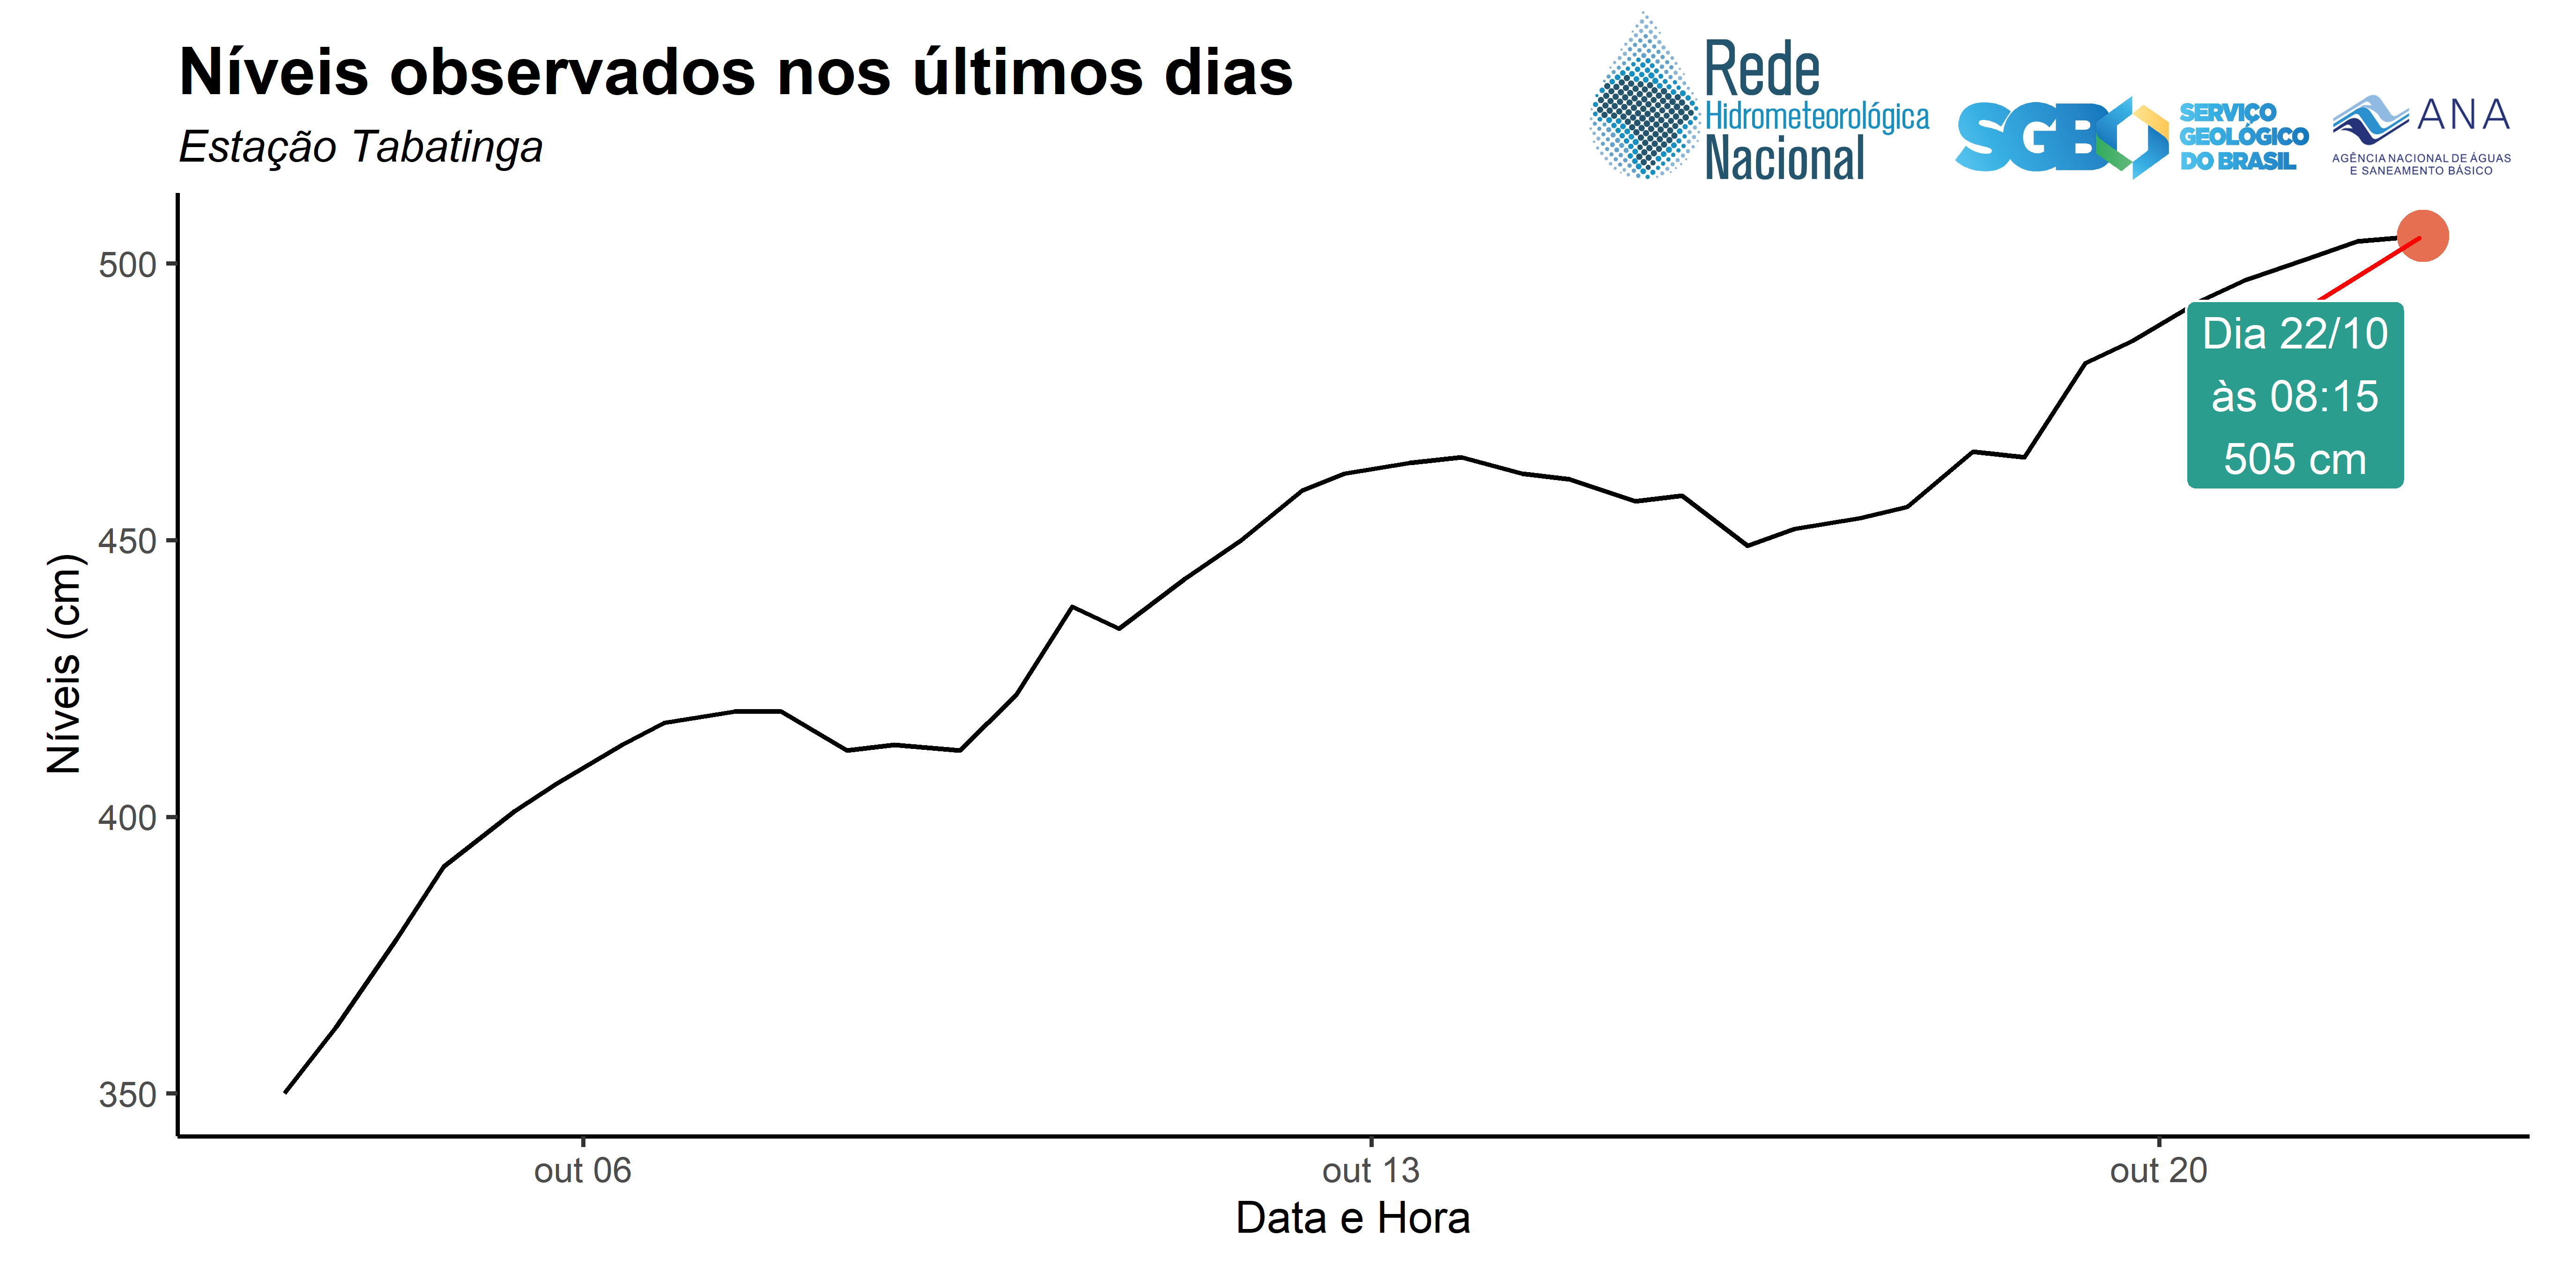 Níveis observados nos últimos dias
Estação Tabatinga
Rede
Hidrometeorológica
Nacional
SGB
SERVIÇO
GEOLÓGICO
DO BRASIL
ANA
AGÊNCIA NACIONAL DE ÁGUAS
E SANEAMENTO BÁSICO
500
450
400
350
Níveis (cm)
Dia 22/10
às 08:15
505 cm
out 06
out 13
out 20
Data e Hora